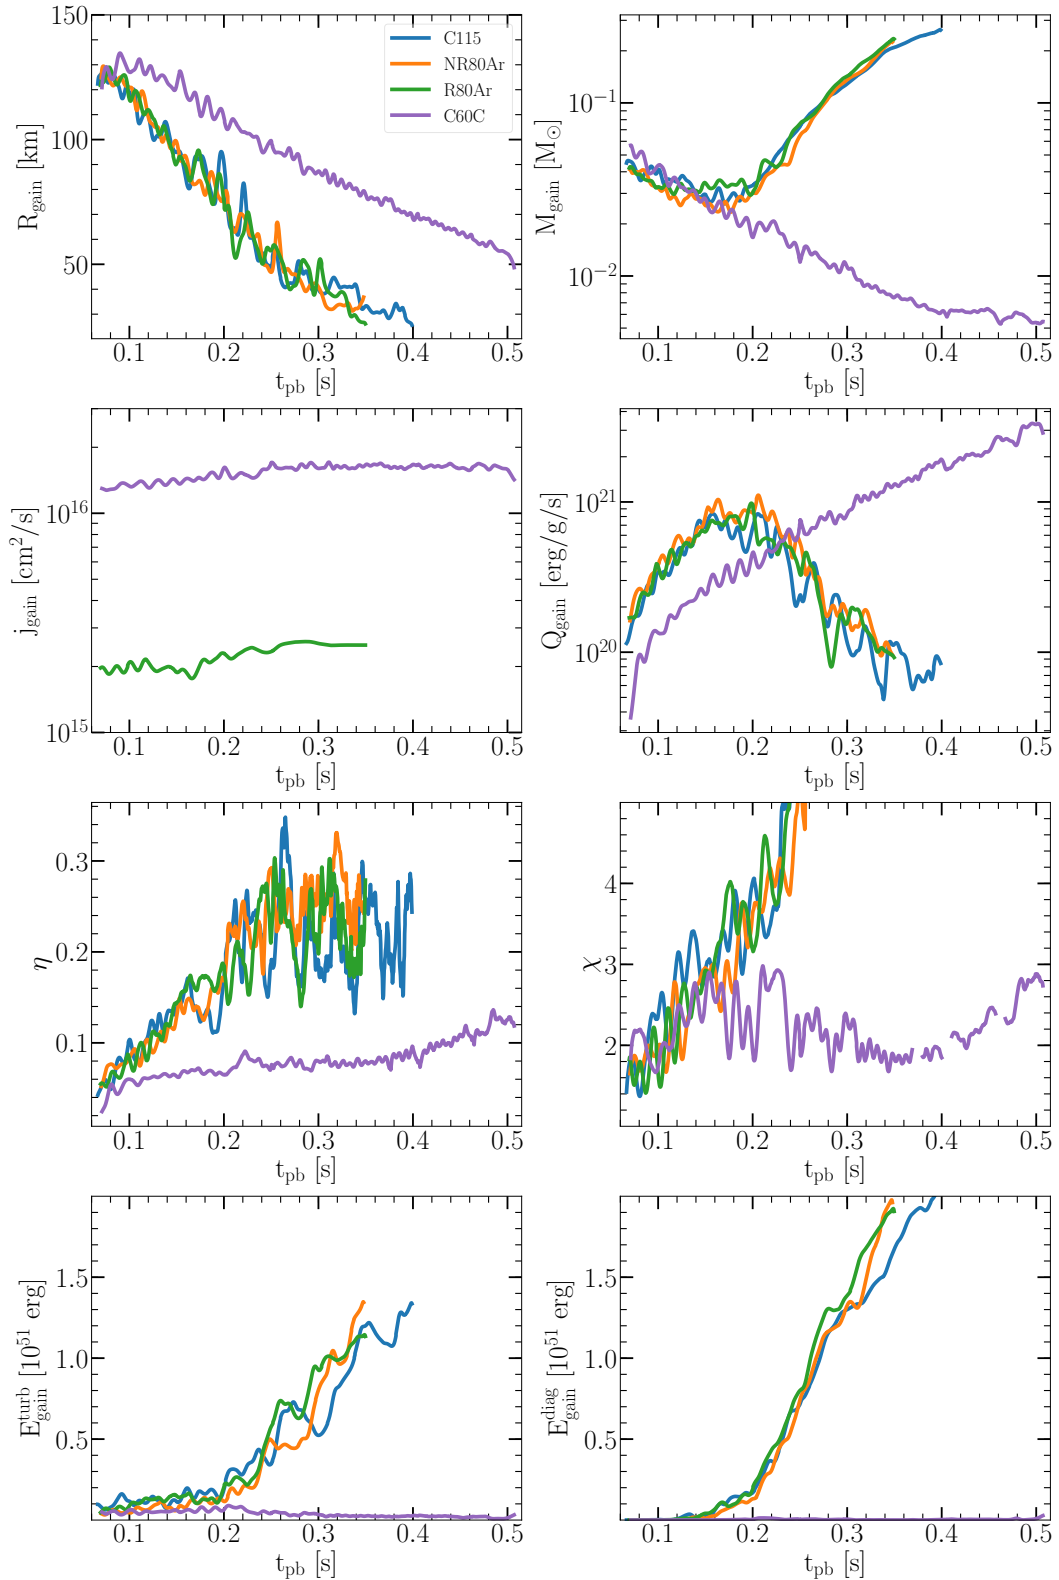 150
100
50
R_gain [km]
C115
NR80Ar
R80Ar
C60C
0.1 0.2 0.3 0.4 0.5
t_pb [s]
10^−1
10^−2
M_gain [M_⊙]
0.1 0.2 0.3 0.4 0.5
t_pb [s]
10^16
10^15
j_gain [cm^2/s]
0.1 0.2 0.3 0.4 0.5
t_pb [s]
10^21
10^20
Q_gain [erg/g/s]
0.1 0.2 0.3 0.4 0.5
t_pb [s]
0.3
0.2
0.1
η
0.1 0.2 0.3 0.4 0.5
t_pb [s]
4
3
2
χ
0.1 0.2 0.3 0.4 0.5
t_pb [s]
1.5
1.0
0.5
E_gain^turb [10^51 erg]
0.1 0.2 0.3 0.4 0.5
t_pb [s]
1.5
1.0
0.5
E_gain^diag [10^51 erg]
0.1 0.2 0.3 0.4 0.5
t_pb [s]